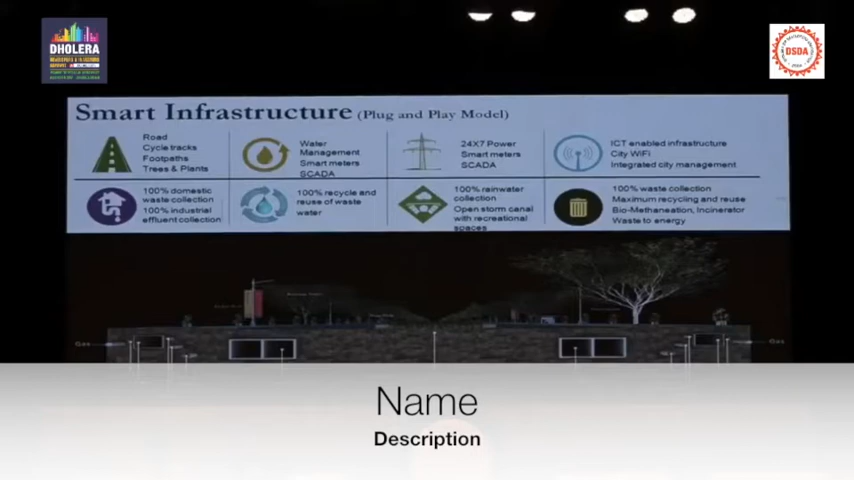 DHOLERA
DSDA
Smart Infrastructure (Plug and Play Model)
Road
Cycle tracks
Footpaths
Trees & Plants
Water
Management
Smart meters
SCADA
24X7 Power
Smart meters
SCADA
ICT enabled infrastructure
City WiFi
Integrated city management
100% domestic
waste collection
100% industrial
effluent collection
100% recycle and
reuse of waste
water
100% rainwater
collection
Open storm canal
with recreational
spaces
100% waste collection
Maximum recycling and reuse
Bio-Methaneation, Incinerator
Waste to energy
Gas
Gas
Name
Description